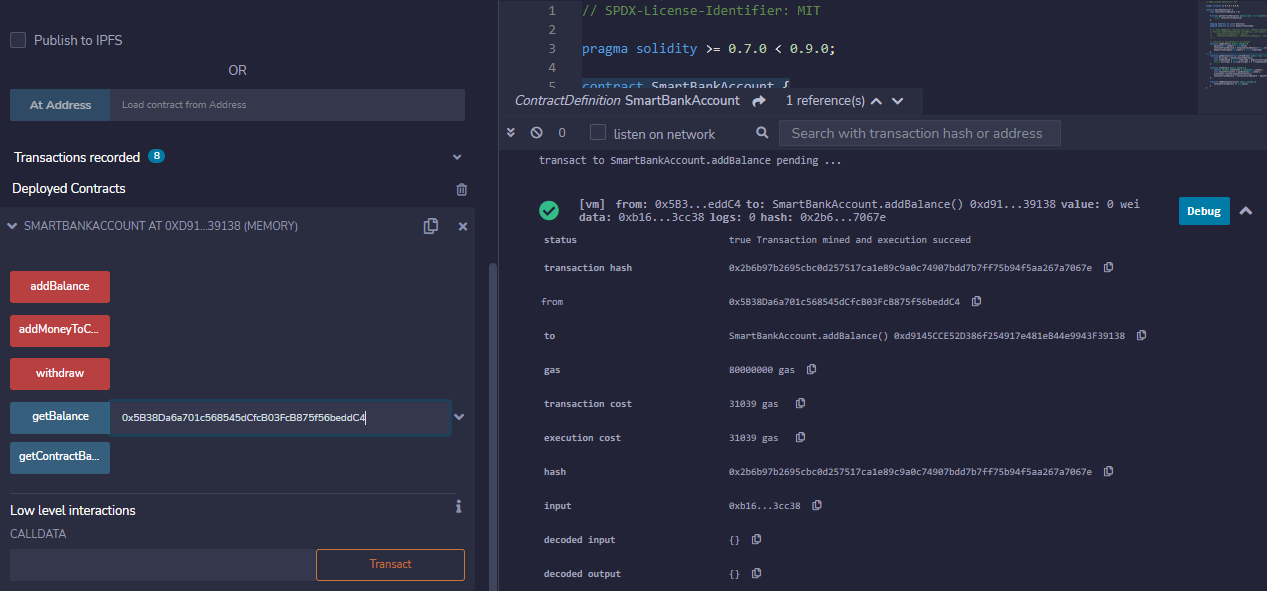 Publish to IPFS
OR
At Address
Load contract from Address
Transactions recorded 8
Deployed Contracts
SMARTBANKACCOUNT AT 0XD91...39138 (MEMORY)
addBalance
addMoneyToC...
withdraw
getBalance
0x5B38Da6a701c568545dCfcB03FcB875f56beddC4
getContractBa...
Low level interactions
CALLDATA
Transact
1 // SPDX-License-Identifier: MIT
2
3 pragma solidity >= 0.7.0 < 0.9.0;
4
5 contract SmartBankAccount {
ContractDefinition SmartBankAccount 1 reference(s)
0 listen on network
Search with transaction hash or address
transact to SmartBankAccount.addBalance pending ...
[vm] from: 0x5B3...eddC4 to: SmartBankAccount.addBalance() 0xd91...39138 value: 0 wei
data: 0xb16...3cc38 logs: 0 hash: 0x2b6...7067e
Debug
status true Transaction mined and execution succeed
transaction hash 0x2b6b97b2695cbc0d257517ca1e89c9a0c74907bdd7b7ff75b94f5aa267a7067e
from 0x5B38Da6a701c568545dCfcB03FcB875f56beddC4
to SmartBankAccount.addBalance() 0xd9145CCE52D386f254917e481eB44e9943F39138
gas 80000000 gas
transaction cost 31039 gas
execution cost 31039 gas
hash 0x2b6b97b2695cbc0d257517ca1e89c9a0c74907bdd7b7ff75b94f5aa267a7067e
input 0xb16...3cc38
decoded input {}
decoded output {}